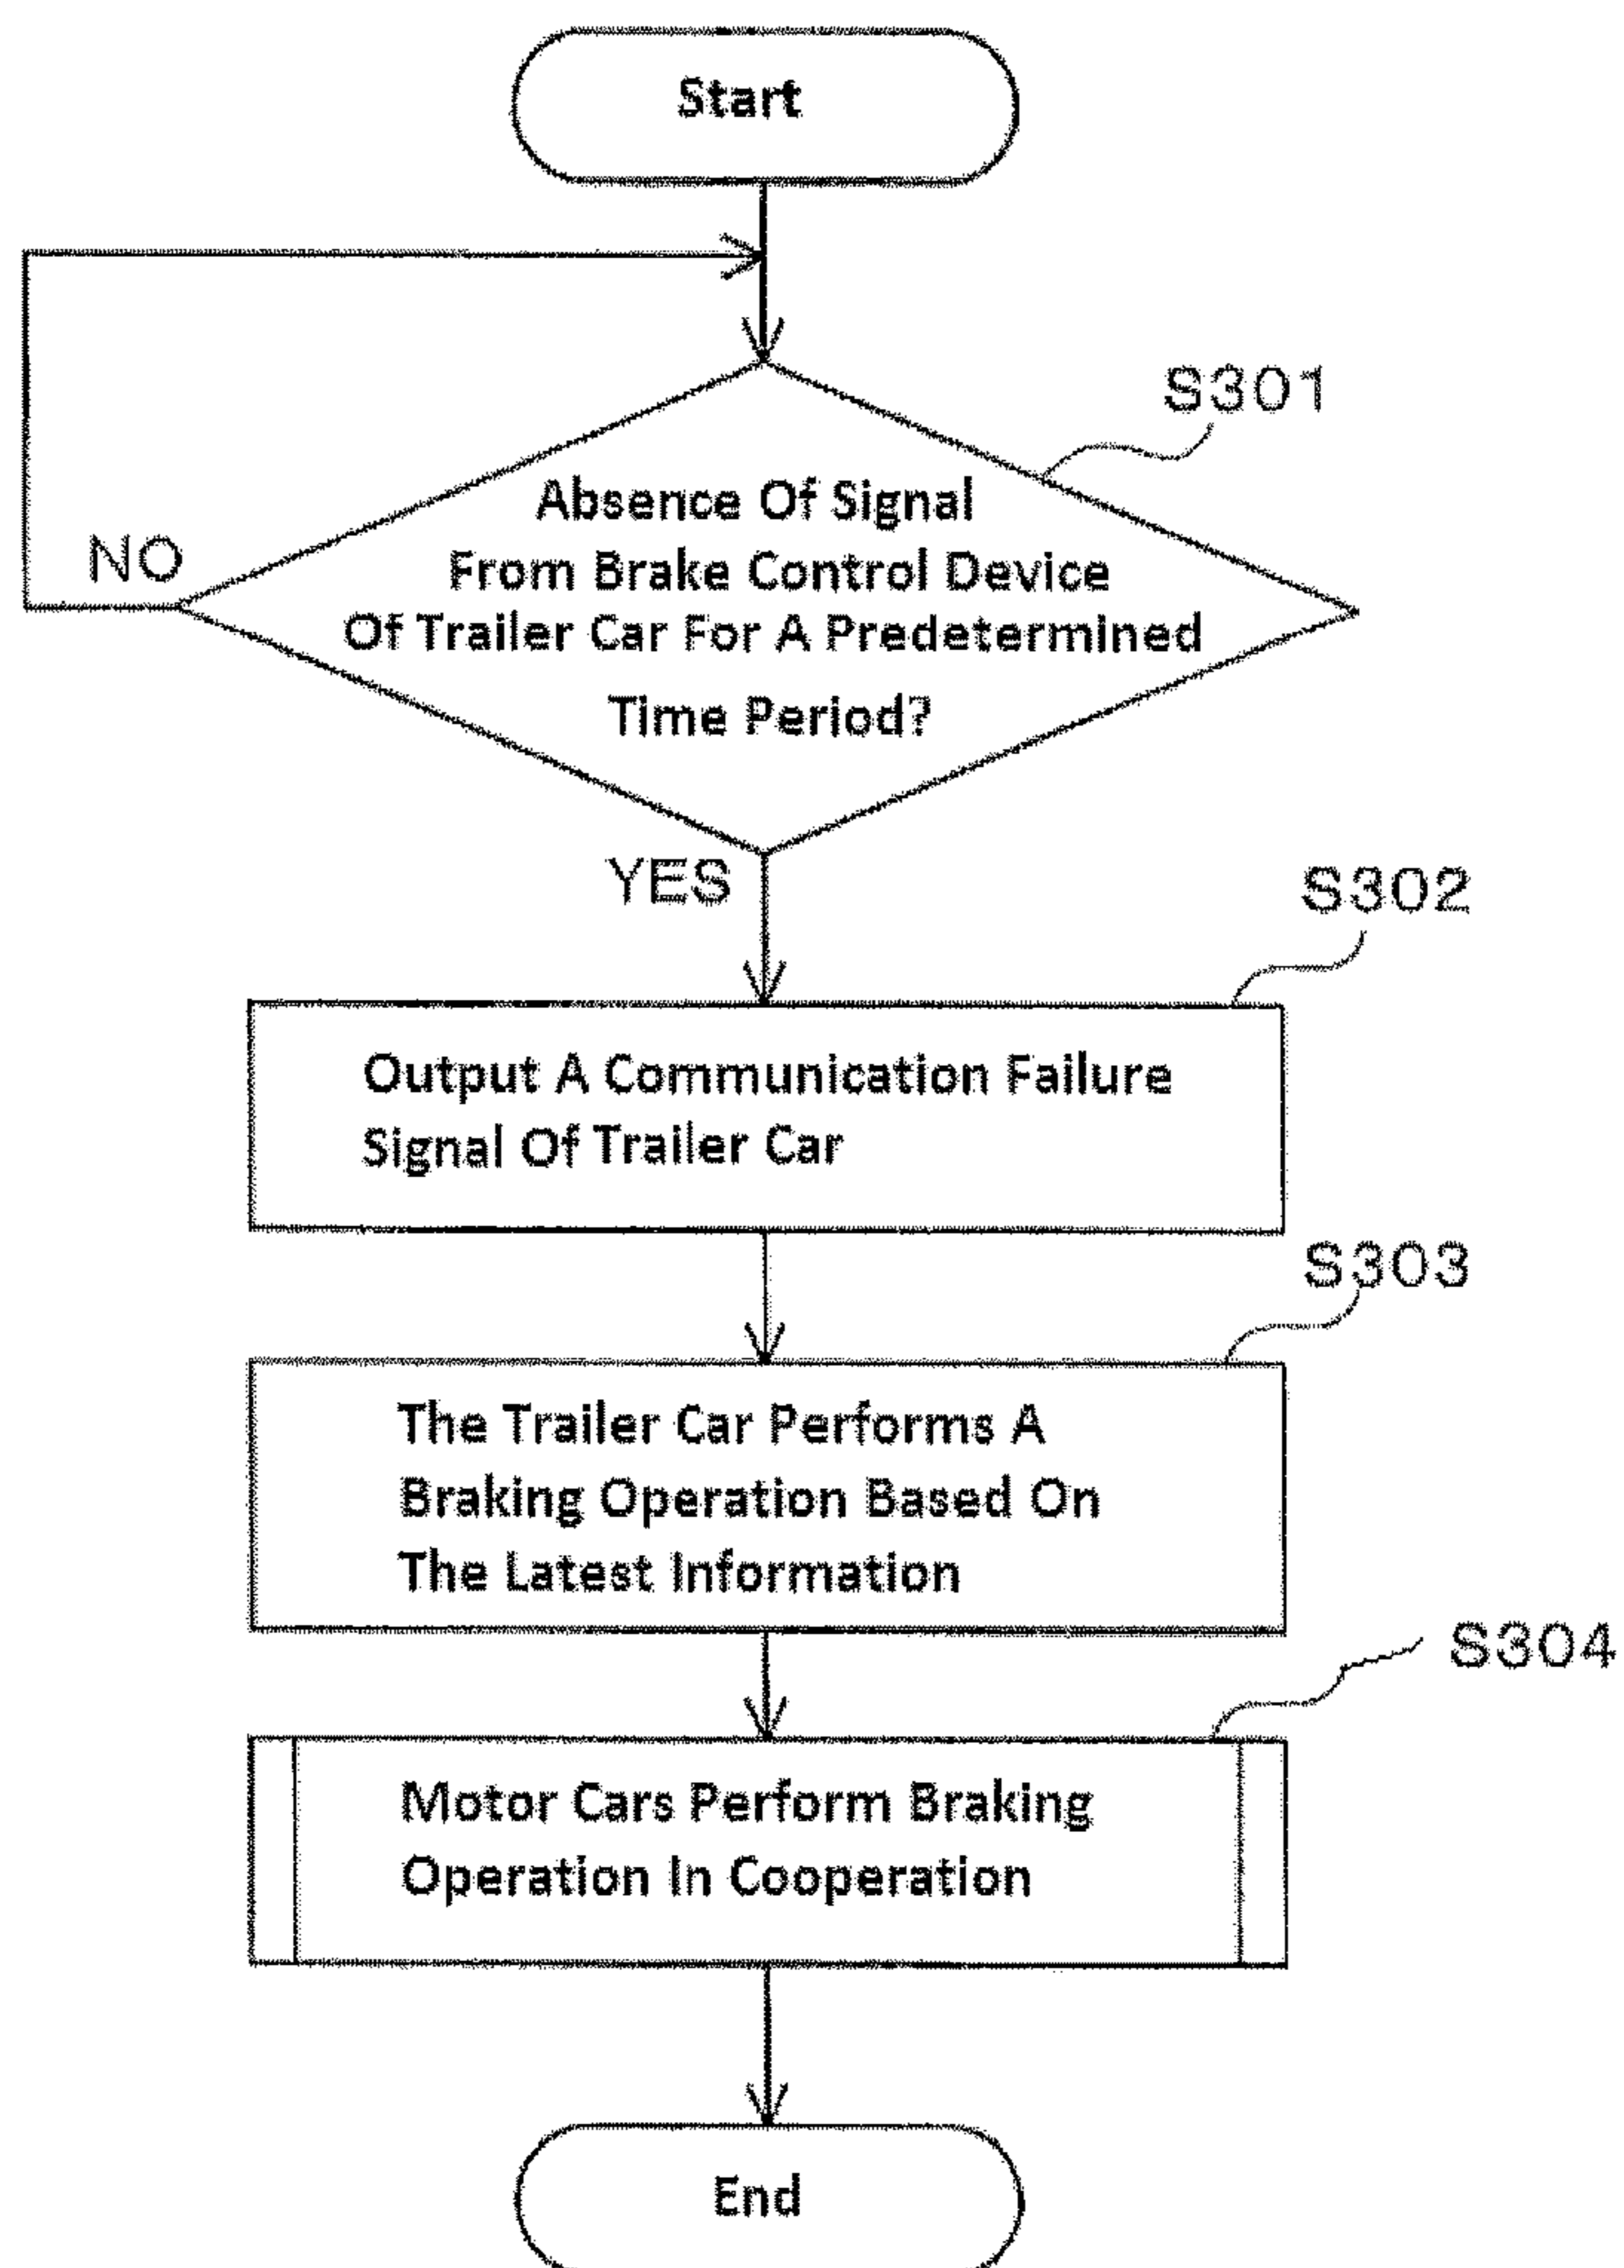 Start
S301
Absence Of Signal
From Brake Control Device
Of Trailer Car For A Predetermined
Time Period?
NO
YES
S302
Output A Communication Failure
Signal Of Trailer Car
S303
The Trailer Car Performs A
Braking Operation Based On
The Latest Information
S304
Motor Cars Perform Braking
Operation In Cooperation
End